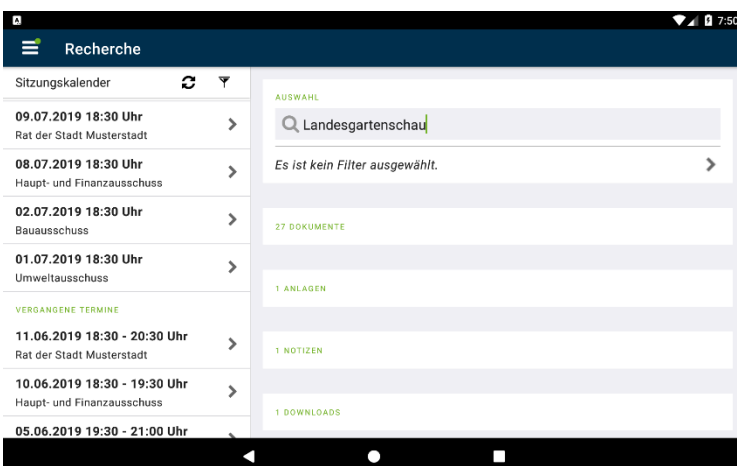 7:50
Recherche
Sitzungskalender
09.07.2019 18:30 Uhr
Rat der Stadt Musterstadt
08.07.2019 18:30 Uhr
Haupt- und Finanzausschuss
02.07.2019 18:30 Uhr
Bauausschuss
01.07.2019 18:30 Uhr
Umweltausschuss
VERGANGENE TERMINE
11.06.2019 18:30 - 20:30 Uhr
Rat der Stadt Musterstadt
10.06.2019 18:30 - 19:30 Uhr
Haupt- und Finanzausschuss
05.06.2019 19:30 - 21:00 Uhr
AUSWAHL
Landesgartenschau
Es ist kein Filter ausgewählt.
27 DOKUMENTE
1 ANLAGEN
1 NOTIZEN
1 DOWNLOADS